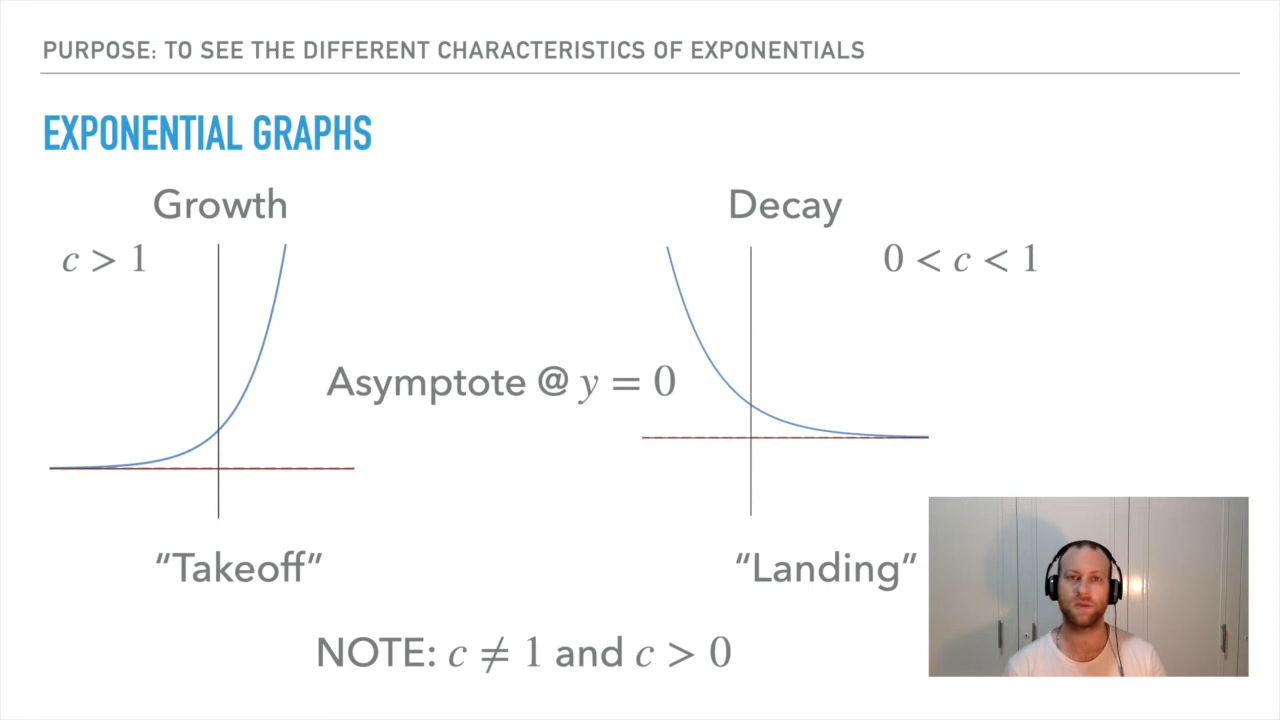 PURPOSE: TO SEE THE DIFFERENT CHARACTERISTICS OF EXPONENTIALS
EXPONENTIAL GRAPHS
Growth
c > 1
Decay
0 < c < 1
Asymptote @ y = 0
“Takeoff”
“Landing”
NOTE: c ≠ 1 and c > 0